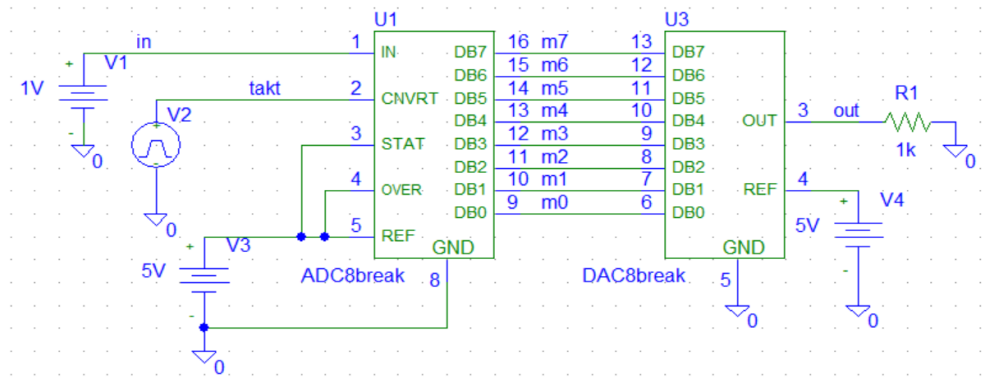 U1
U3
in
1
IN
DB7
16
m7
13
DB7
+
V1
15
m6
12
DB6
DB6
1V
takt
2
CNVRT
DB5
14
m5
11
DB5
R1
-
V2
DB4
13
m4
10
DB4
OUT
3
out
0
3
STAT
DB3
12
m3
9
DB3
1k
0
DB2
11
m2
8
DB2
4
OVER
DB1
10
m1
7
DB1
REF
4
V4
DB0
9
m0
6
DB0
+
0
5
REF
5V
+
V3
GND
GND
5V
ADC8break
8
DAC8break
5
-
-
0
0
0